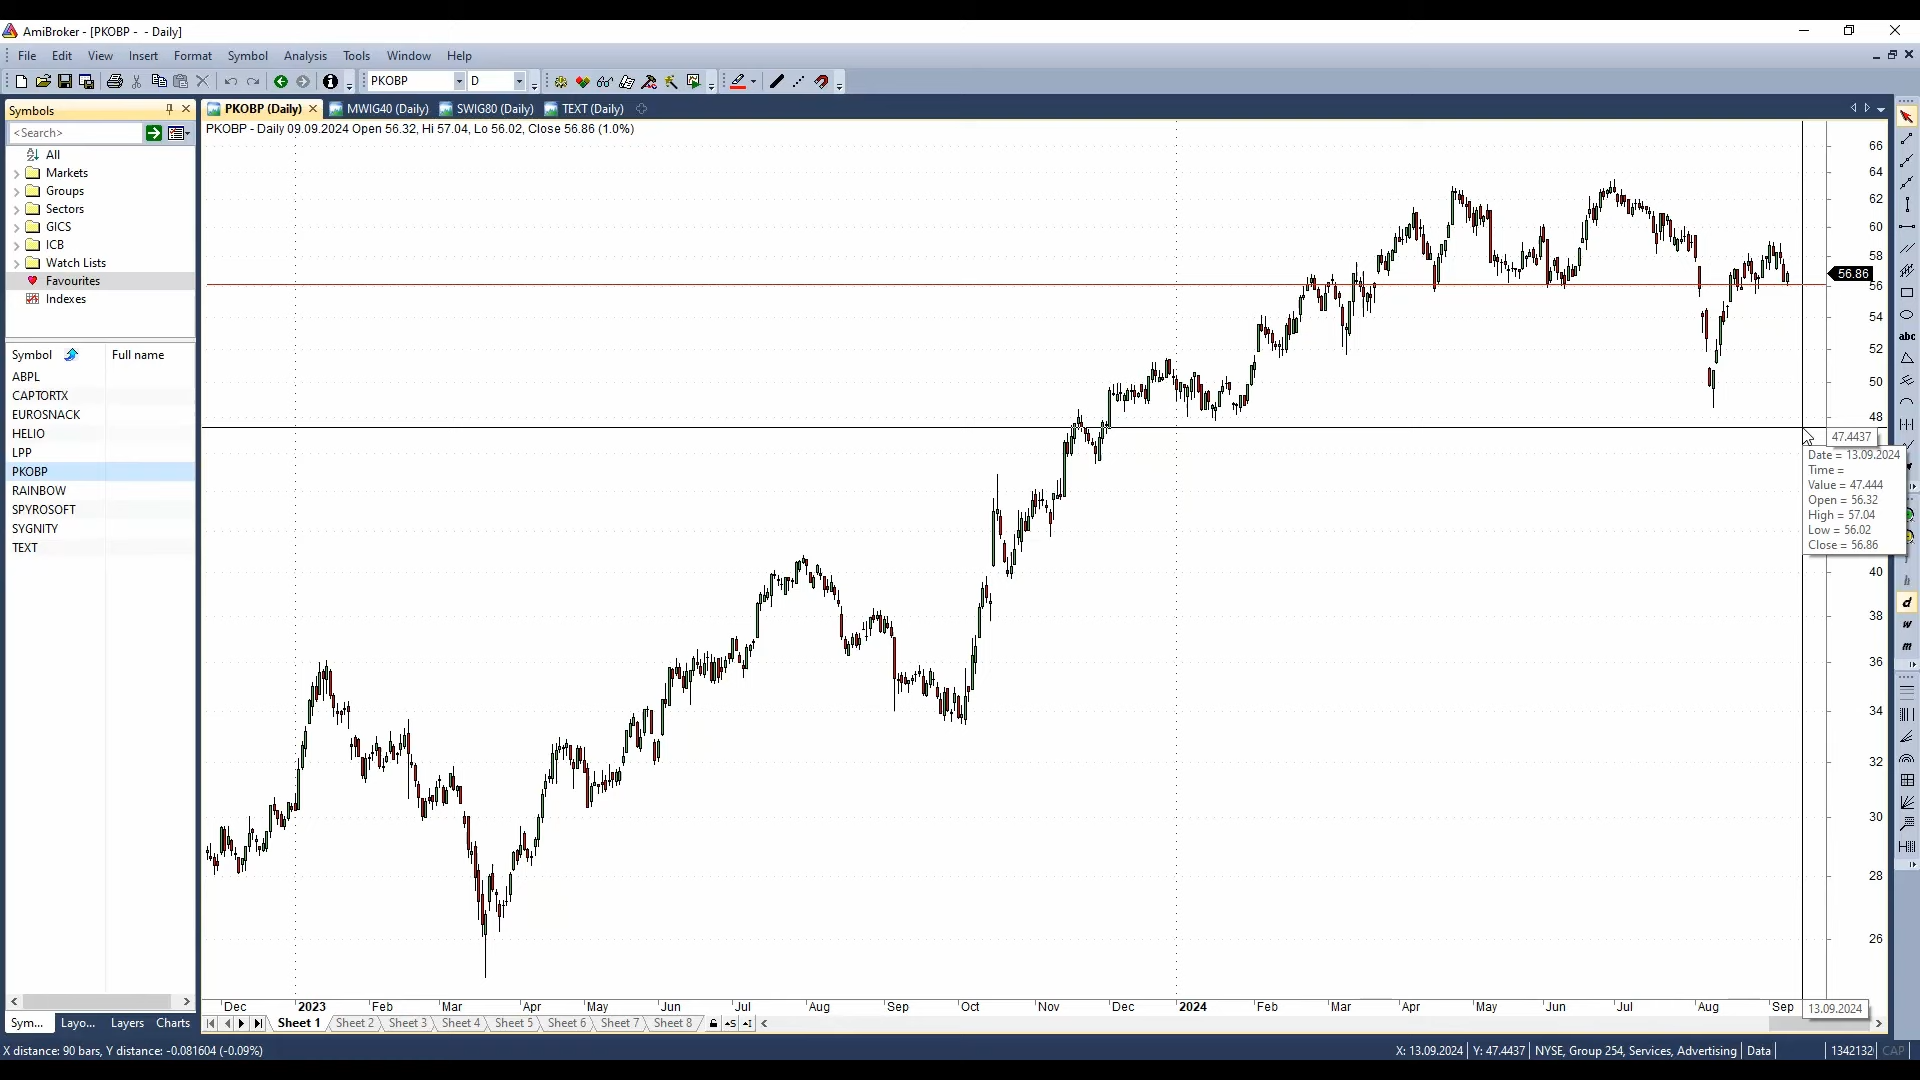 AmiBroker - [PKOBP - - Daily]
File Edit View Insert Format Symbol Analysis Tools Window Help
PKOBP D
Symbols
PKOBP (Daily) MWIG40 (Daily) SWIG80 (Daily) TEXT (Daily)
PKOBP - Daily 09.09.2024 Open 56.32, Hi 57.04, Lo 56.02, Close 56.86 (1.0%)
<Search>
All
Markets
Groups
Sectors
GICS
ICB
Watch Lists
Favourites
Indexes
Symbol Full name
ABPL
CAPTORTX
EUROSNACK
HELIO
LPP
PKOBP
RAINBOW
SPYROSOFT
SYGNITY
TEXT
66
64
62
60
58
56.86
56
54
52
50
48
47.4437
Date = 13.09.2024
Time =
Value = 47.444
Open = 56.32
High = 57.04
Low = 56.02
Close = 56.86
40
38
36
34
32
30
28
26
abc
h
d
w
m
Dec 2023 Feb Mar Apr May Jun Jul Aug Sep Oct Nov Dec 2024 Feb Mar Apr May Jun Jul Aug Sep 13.09.2024
Sym... Layo... Layers Charts
Sheet 1 Sheet 2 Sheet 3 Sheet 4 Sheet 5 Sheet 6 Sheet 7 Sheet 8
X distance: 90 bars, Y distance: -0.081604 (-0.09%)
X: 13.09.2024 Y: 47.4437 NYSE, Group 254, Services, Advertising Data 1342132 CAP